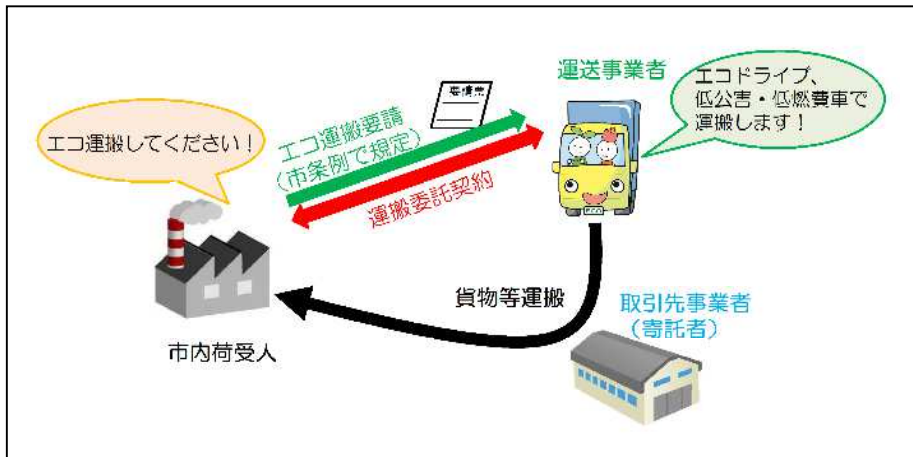 運送事業者
エコドライブ、
低公害・低燃費車で
運搬します！
要請書
エコ運搬してください！
エコ運搬要請
（市条例で規定）
運搬委託契約
貨物等運搬
取引先事業者
（寄託者）
市内荷受人